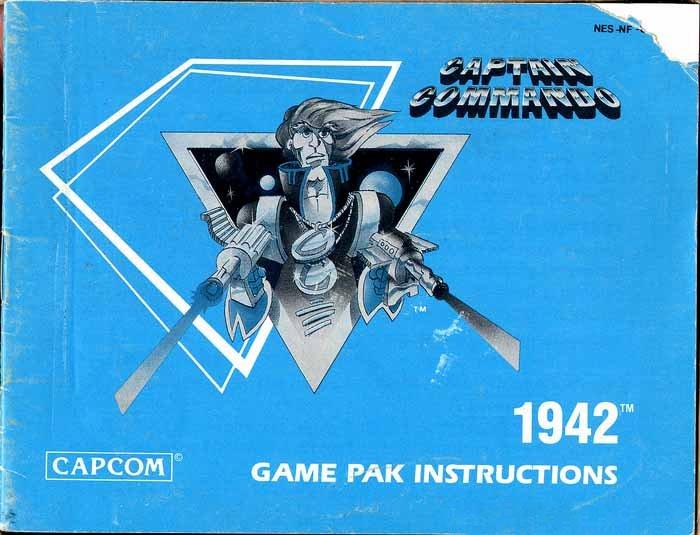 NES-NF-
CAPTAIN
COMMANDO
TM
1942™
CAPCOM©
GAME PAK INSTRUCTIONS